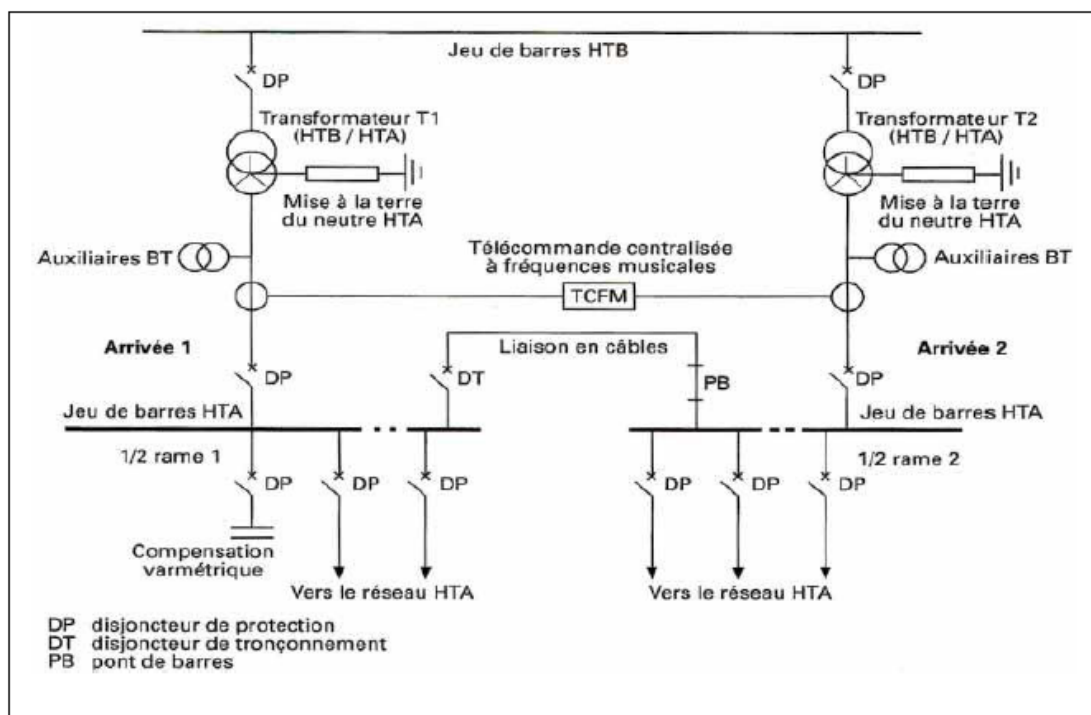 Jeu de barres HTB
DP
DP
Transformateur T1
(HTB / HTA)
Transformateur T2
(HTB / HTA)
Mise à la terre
du neutre HTA
Mise à la terre
du neutre HTA
Auxiliaires BT
Télécommande centralisée
à fréquences musicales
Auxiliaires BT
TCFM
Arrivée 1
Liaison en câbles
Arrivée 2
DP
DT
PB
DP
Jeu de barres HTA
Jeu de barres HTA
1/2 rame 1
1/2 rame 2
DP
DP
DP
DP
DP
DP
Compensation
varmétrique
Vers le réseau HTA
Vers le réseau HTA
DP disjoncteur de protection
DT disjoncteur de tronçonnement
PB pont de barres